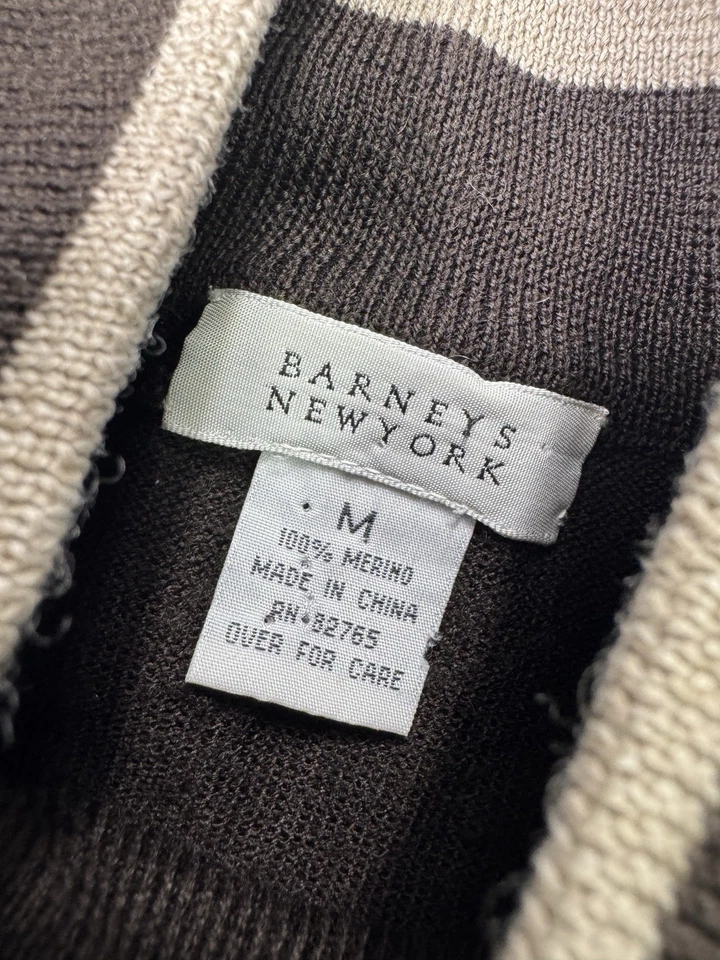 BARNEYS
NEWYORK
M
100% MERINO
MADE IN CHINA
RN 82765
OVER FOR CARE